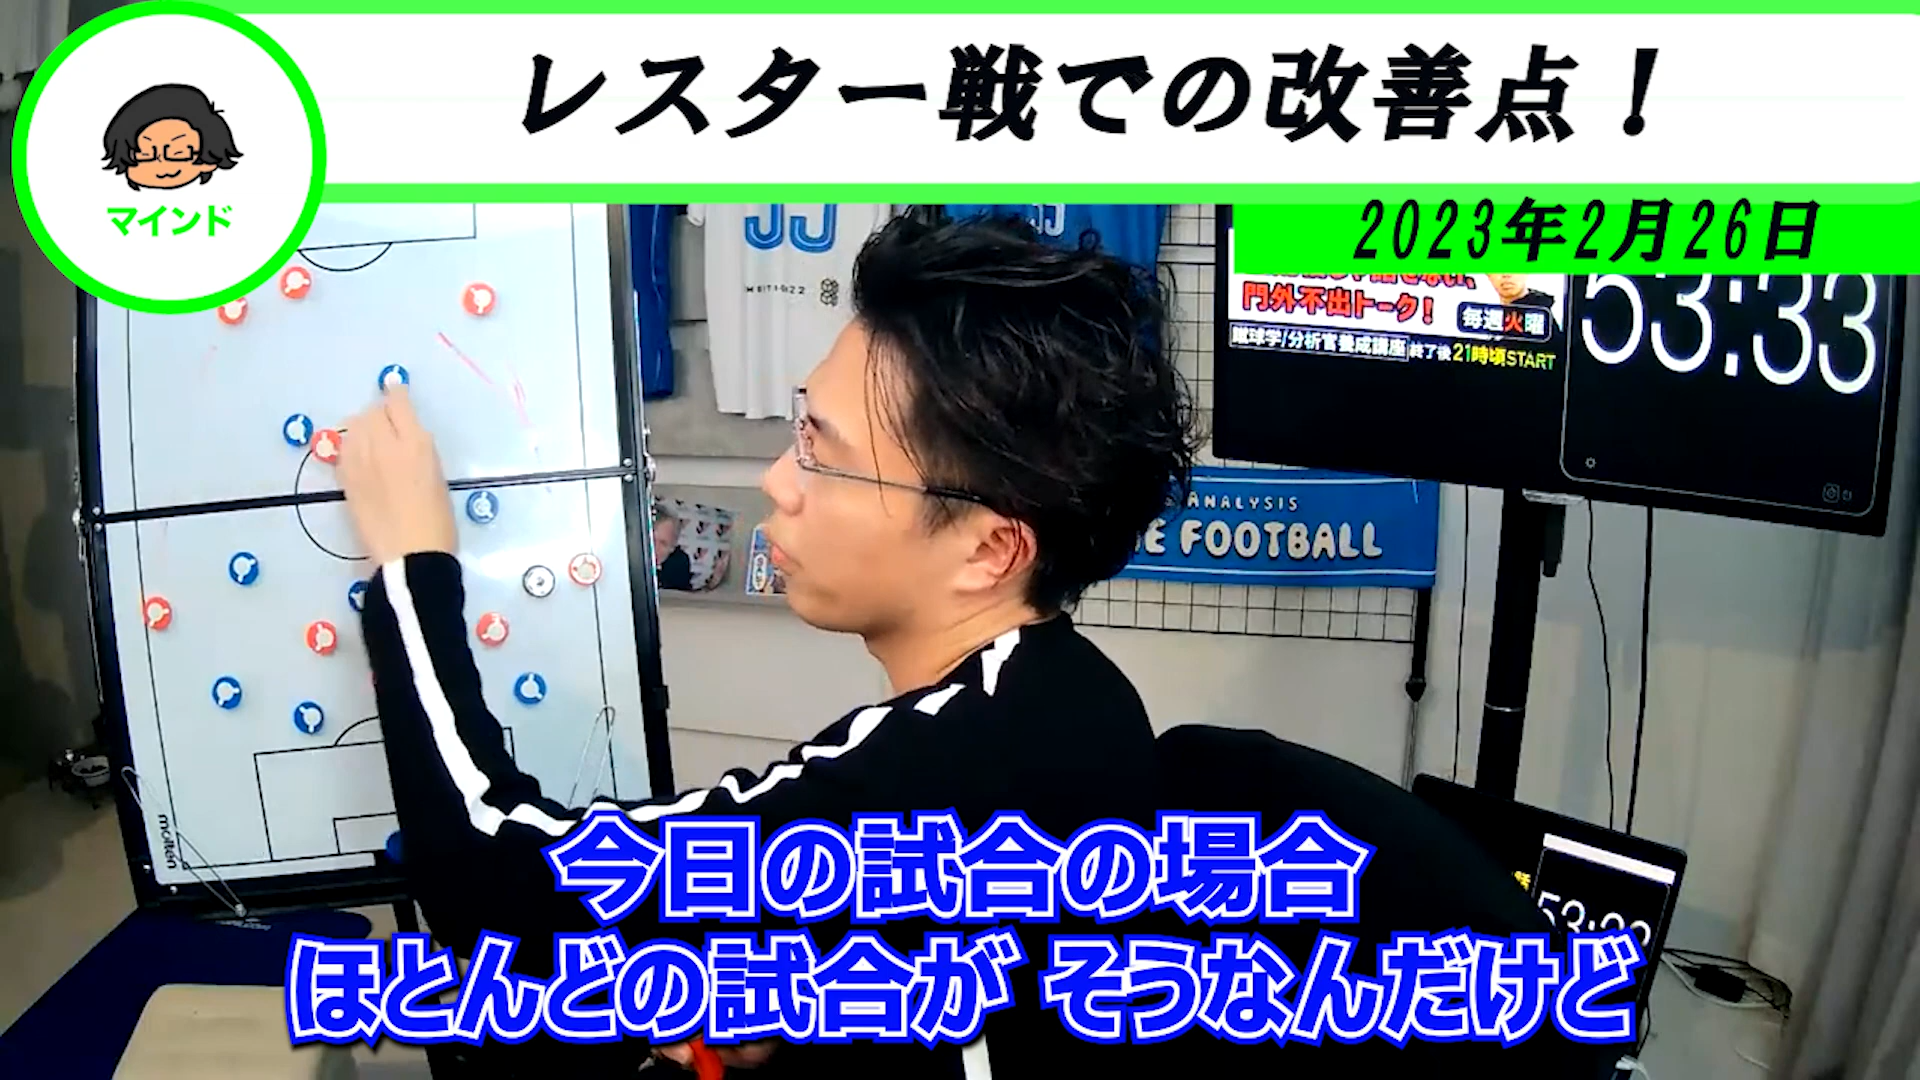 レスター戦での改善点！
マインド
2023年2月26日
門外不出トーク！
毎週火曜
蹴球学/分析官養成講座 終了後21時頃START
53:33
ANALYSIS
FOOTBALL
molten
今日の試合の場合
ほとんどの試合が そうなんだけど